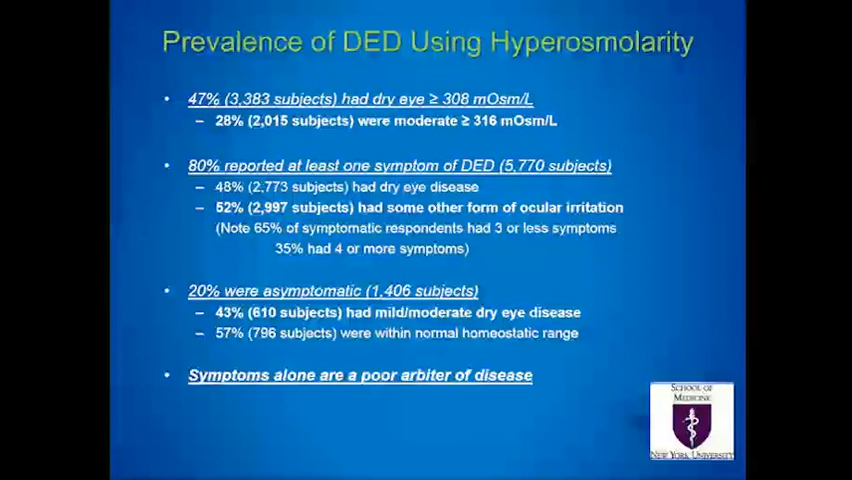 Prevalence of DED Using Hyperosmolarity
• 47% (3,383 subjects) had dry eye ≥ 308 mOsm/L
– 28% (2,015 subjects) were moderate ≥ 316 mOsm/L
• 80% reported at least one symptom of DED (5,770 subjects)
– 48% (2,773 subjects) had dry eye disease
– 52% (2,997 subjects) had some other form of ocular irritation
(Note 65% of symptomatic respondents had 3 or less symptoms
35% had 4 or more symptoms)
• 20% were asymptomatic (1,406 subjects)
– 43% (610 subjects) had mild/moderate dry eye disease
– 57% (796 subjects) were within normal homeostatic range
• Symptoms alone are a poor arbiter of disease
SCHOOL OF
MEDICINE
NEW YORK UNIVERSITY